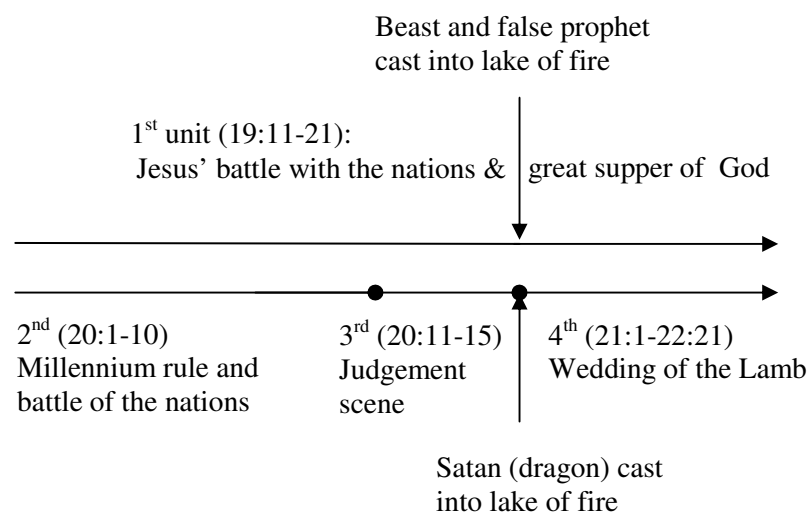 Beast and false prophet
cast into lake of fire
1st unit (19:11-21):
Jesus’ battle with the nations & great supper of God
2nd (20:1-10)
Millennium rule and
battle of the nations
3rd (20:11-15)
Judgement
scene
4th (21:1-22:21)
Wedding of the Lamb
Satan (dragon) cast
into lake of fire